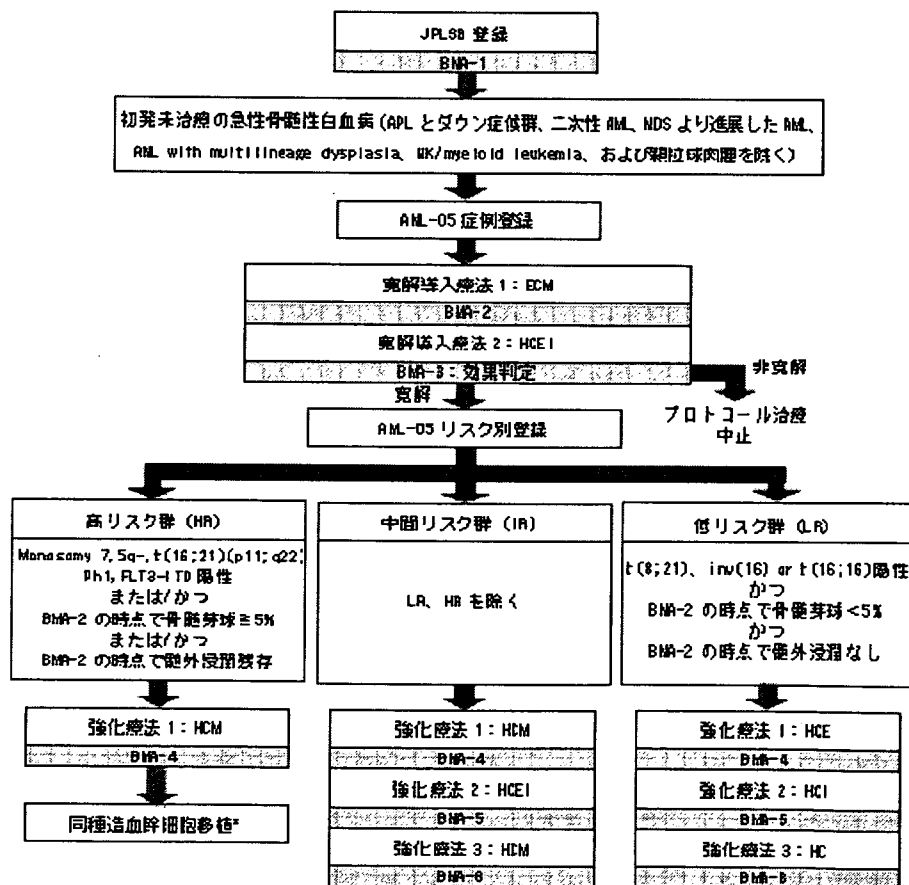 JPLSG 登録
BMA-1
初発未治療の急性骨髄性白血病(APL とダウン症候群、二次性 AML、MDS より進展した AML、
AML with multilineage dysplasia、NK/myeloid leukemia、および顆粒球肉腫を除く)
AML-05 症例登録
寛解導入療法 1:ECM
BMA-2
寛解導入療法 2:HCEI
BMA-3:効果判定
非寛解
寛解
プロトコール治療
中止
AML-05 リスク別登録
高リスク群(HR)
Monosomy 7, 5q-, t(16;21)(p11;q22)
Ph1, FLT3-ITD 陽性
または/かつ
BMA-2 の時点で骨髄芽球≧5%
または/かつ
BMA-2 の時点で髄外浸潤残存
中間リスク群(IR)
LR、HR を除く
低リスク群(LR)
t(8;21)、inv(16) or t(16;16)陽性
かつ
BMA-2 の時点で骨髄芽球<5%
かつ
BMA-2 の時点で髄外浸潤なし
強化療法 1:HCM
BMA-4
同種造血幹細胞移植*
強化療法 1:HCM
BMA-4
強化療法 2:HCEI
BMA-5
強化療法 3:HCM
BMA-6
強化療法 1:HCE
BMA-4
強化療法 2:HCI
BMA-5
強化療法 3:HC
BMA-6